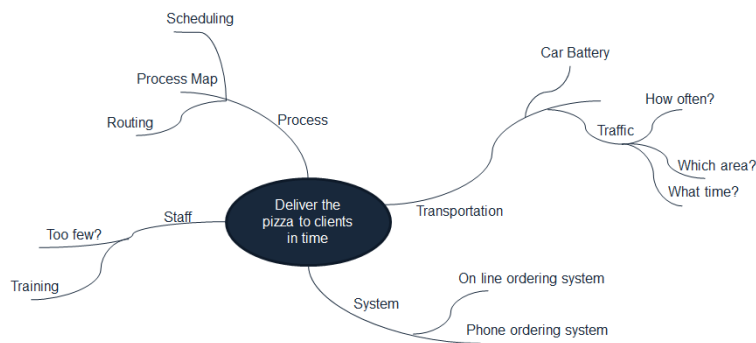 Scheduling
Process Map
Routing
Process
Car Battery
How often?
Traffic
Which area?
What time?
Transportation
Deliver the
pizza to clients
in time
Staff
Too few?
Training
System
On line ordering system
Phone ordering system